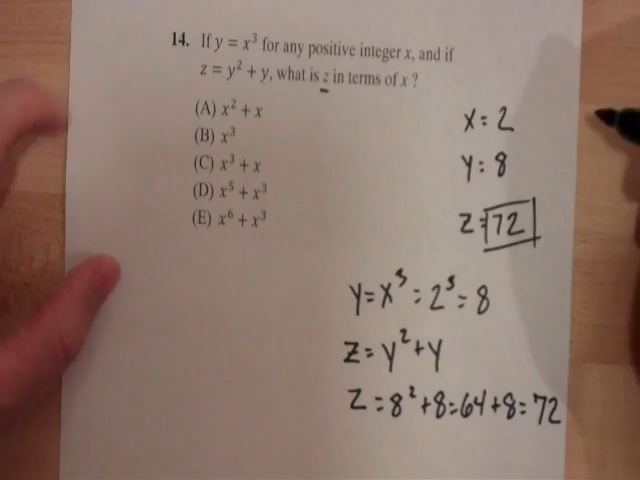 14. If y = x³ for any positive integer x, and if
z = y² + y, what is z in terms of x ?
(A) x² + x
(B) x³
(C) x³ + x
(D) x⁵ + x³
(E) x⁶ + x³
x = 2
y = 8
z = 72
y = x³ = 2³ = 8
z = y² + y
z = 8² + 8 = 64 + 8 = 72